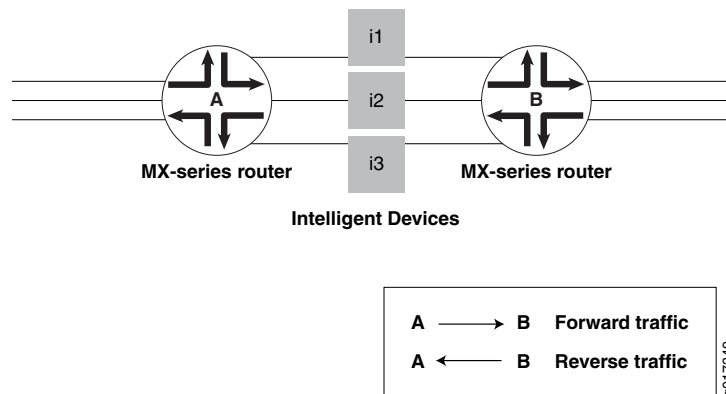 i1
A
i2
B
i3
MX-series router
MX-series router
Intelligent Devices
A B Forward traffic
A B Reverse traffic